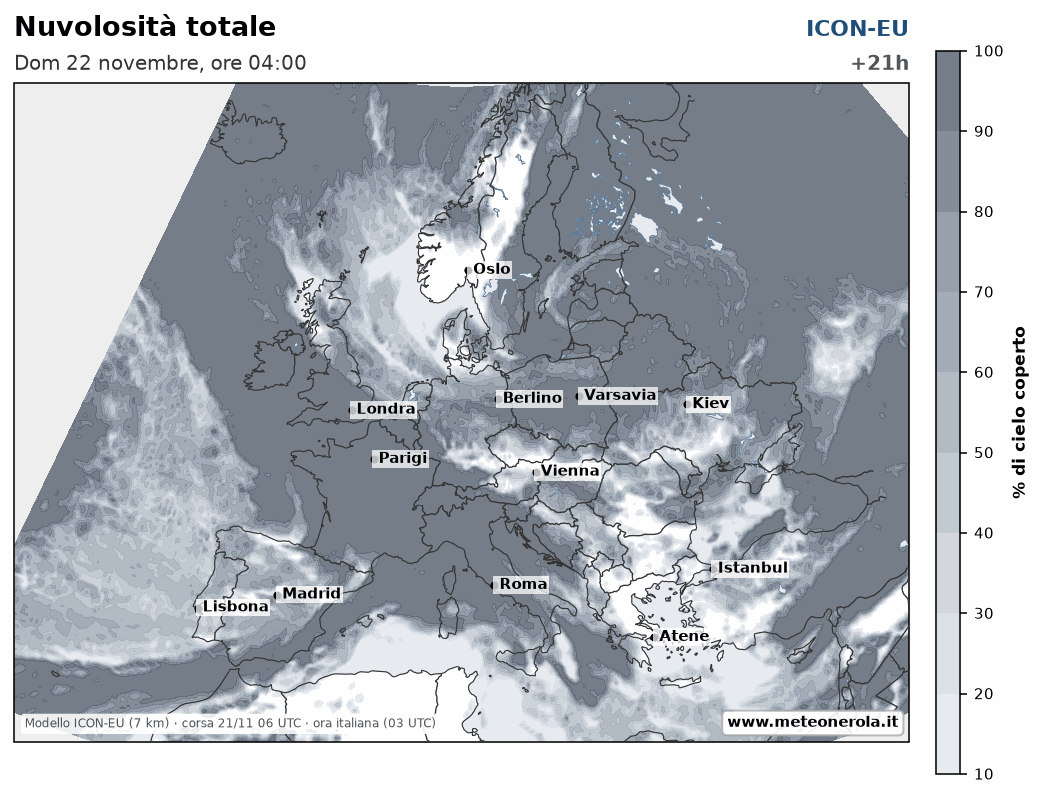 Nuvolosità totale
ICON-EU
Dom 22 novembre, ore 04:00
+21h
Oslo
Berlino
Varsavia
Kiev
Londra
Parigi
Vienna
Istanbul
Roma
Madrid
Lisbona
Atene
Modello ICON-EU (7 km) · corsa 21/11 06 UTC · ora italiana (03 UTC)
www.meteonerola.it
100
90
80
70
60
50
40
30
20
10
% di cielo coperto